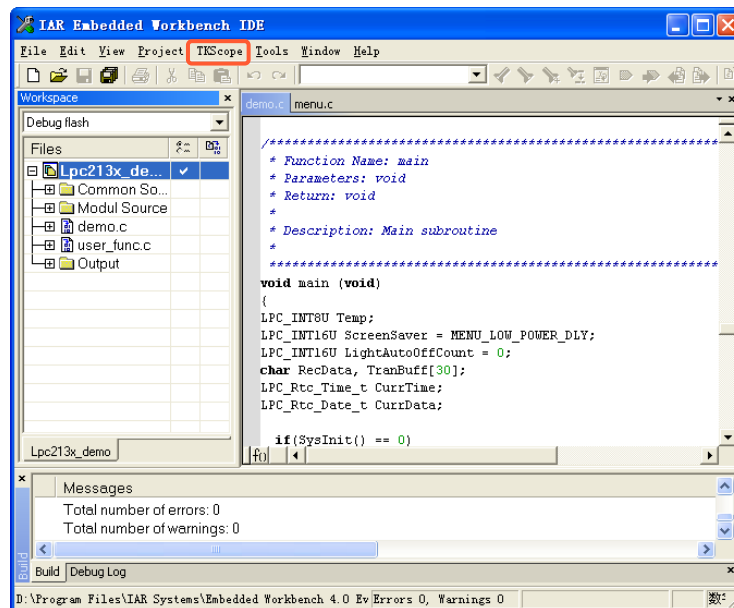 IAR Embedded Workbench IDE
File Edit View Project TKScope Tools Window Help
Workspace
demo.c menu.c
Debug flash
Files
Lpc213x_de...
Common So...
Modul Source
demo.c
user_func.c
Output
Lpc213x_demo
/*************************************************************
* Function Name: main
* Parameters: void
* Return: void
*
* Description: Main subroutine
*
*************************************************************
void main (void)
{
LPC_INT8U Temp;
LPC_INT16U ScreenSaver = MENU_LOW_POWER_DLY;
LPC_INT16U LightAutoOffCount = 0;
char RecData, TranBuff[30];
LPC_Rtc_Time_t CurrTime;
LPC_Rtc_Date_t CurrData;
if(SysInit() == 0)
f()
Messages
Total number of errors: 0
Total number of warnings: 0
Build
Build Debug Log
D:\Program Files\IAR Systems\Embedded Workbench 4.0 Ev Errors 0, Warnings 0